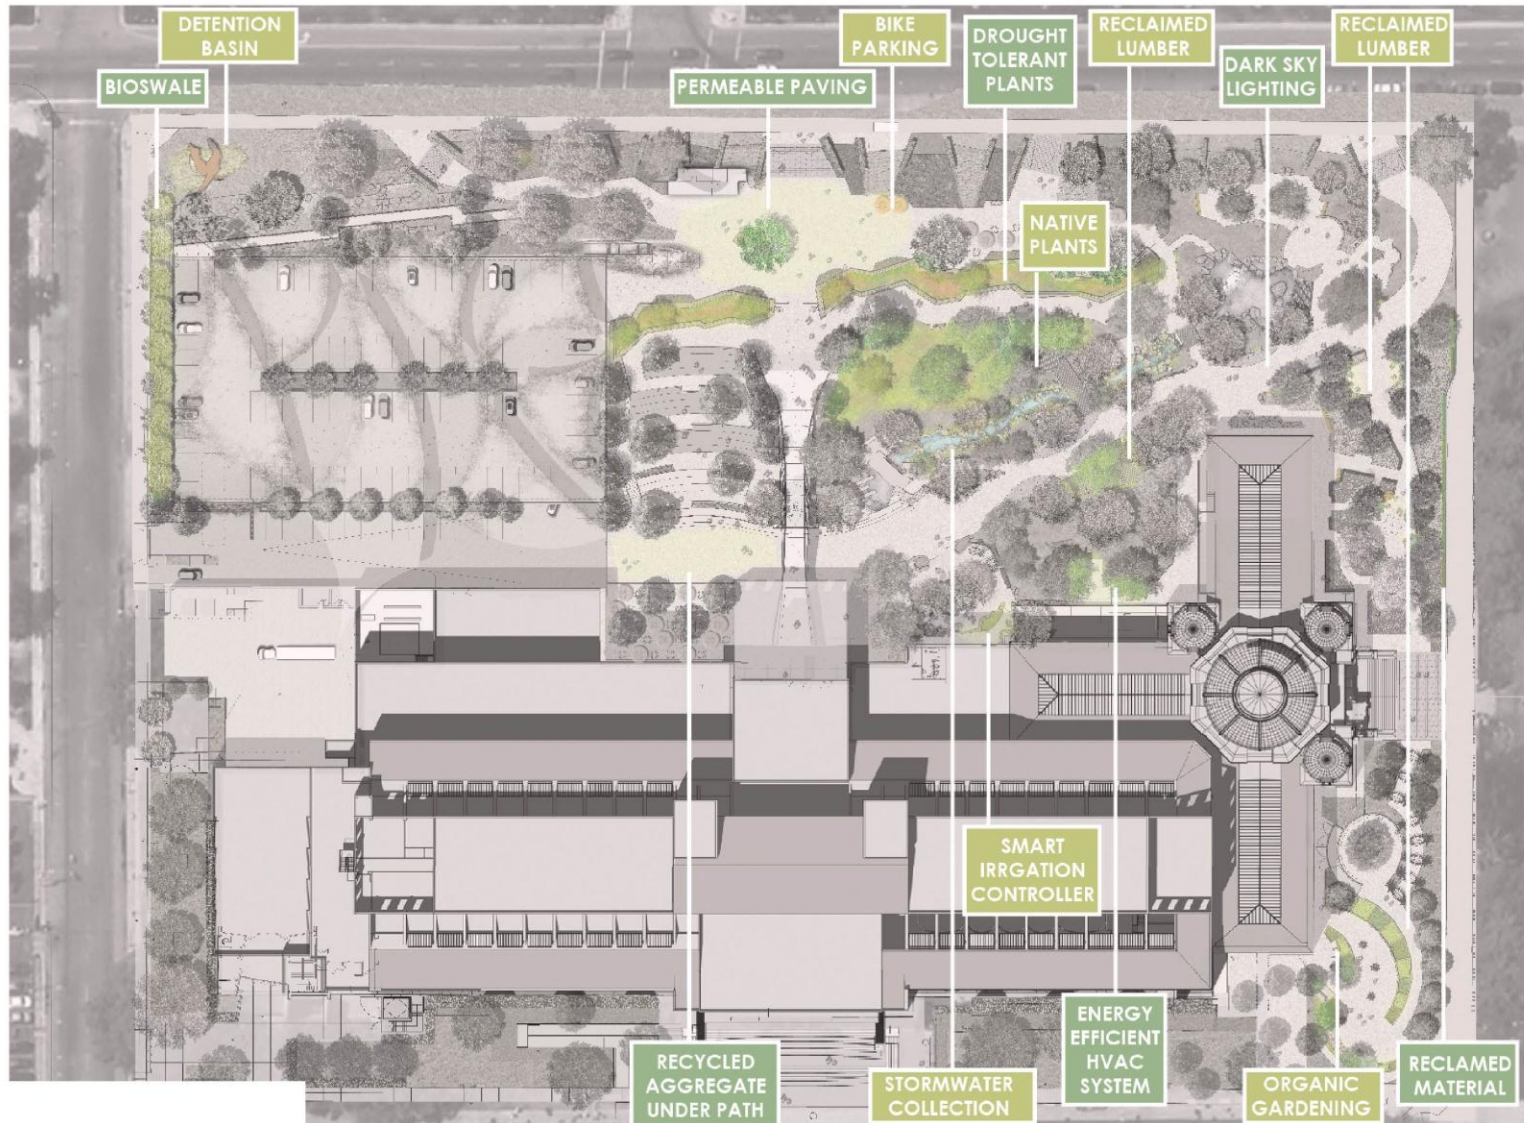 DETENTION
BASIN
BIOSWALE
PERMEABLE PAVING
BIKE
PARKING
DROUGHT
TOLERANT
PLANTS
RECLAIMED
LUMBER
DARK SKY
LIGHTING
RECLAIMED
LUMBER
NATIVE
PLANTS
SMART
IRRGATION
CONTROLLER
RECYCLED
AGGREGATE
UNDER PATH
STORMWATER
COLLECTION
ENERGY
EFFICIENT
HVAC
SYSTEM
ORGANIC
GARDENING
RECLAMED
MATERIAL